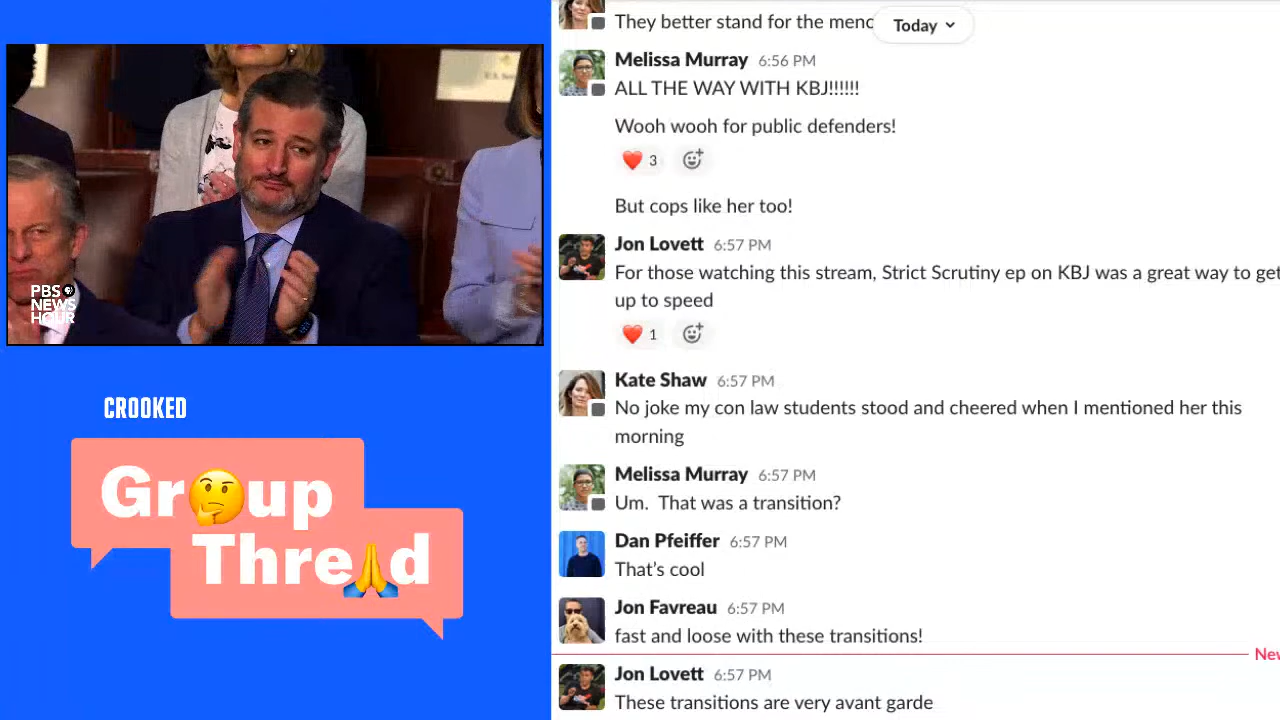 PBS
NEWS
HOUR
CROOKED
Gr🤔up
Thre🙏d
They better stand for the menc
Today
Melissa Murray 6:56 PM
ALL THE WAY WITH KBJ!!!!!!
Wooh wooh for public defenders!
3
But cops like her too!
Jon Lovett 6:57 PM
For those watching this stream, Strict Scrutiny ep on KBJ was a great way to get
up to speed
1
Kate Shaw 6:57 PM
No joke my con law students stood and cheered when I mentioned her this
morning
Melissa Murray 6:57 PM
Um.  That was a transition?
Dan Pfeiffer 6:57 PM
That’s cool
Jon Favreau 6:57 PM
fast and loose with these transitions!
New
Jon Lovett 6:57 PM
These transitions are very avant garde